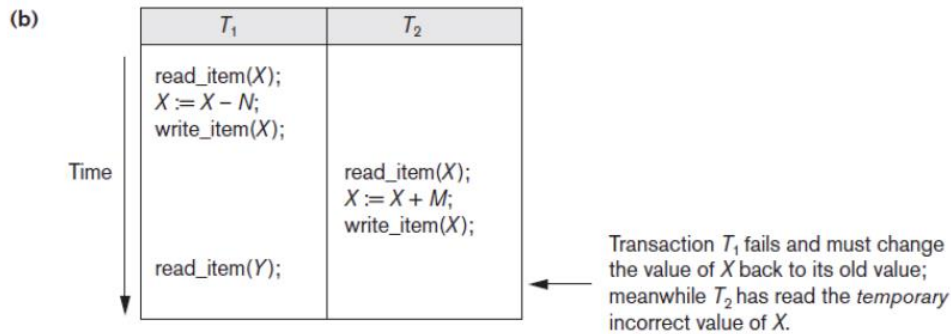 (b)
T₁ T₂
read_item(X);
X := X – N;
write_item(X);
Time
read_item(X);
X := X + M;
write_item(X);
read_item(Y);
Transaction T₁ fails and must change
the value of X back to its old value;
meanwhile T₂ has read the temporary
incorrect value of X.